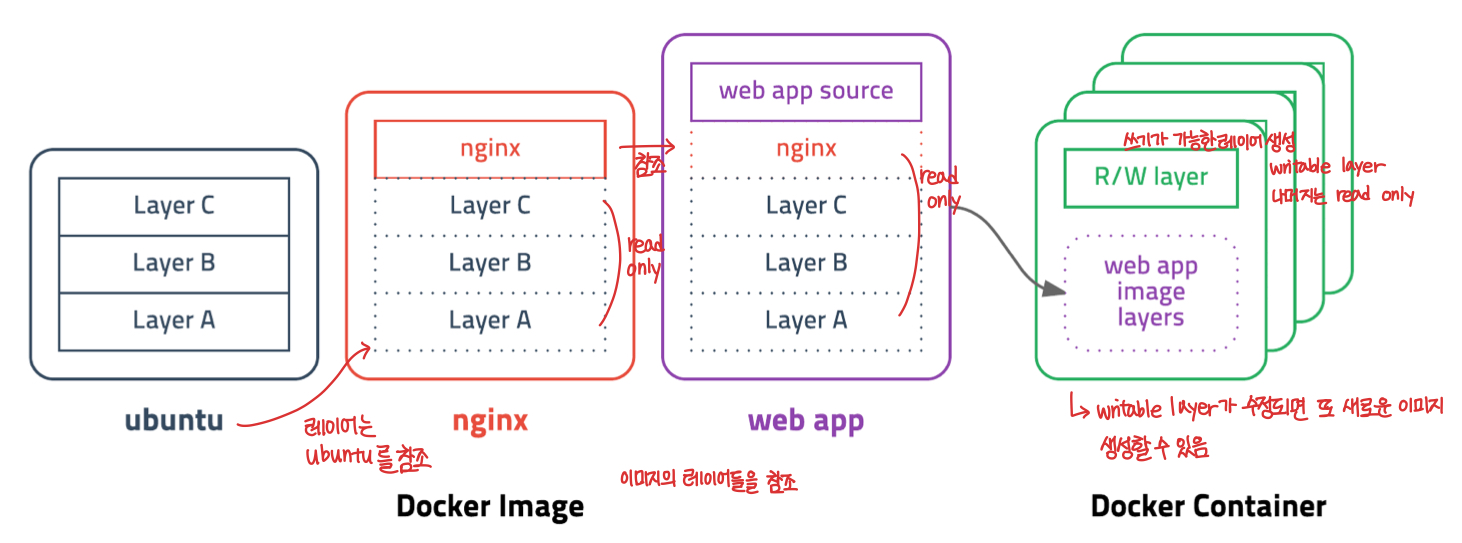 Layer C
Layer B
Layer A
ubuntu
nginx
Layer C
Layer B
Layer A
read
only
nginx
레이어는
ubuntu를 참조
참조
web app source
nginx
Layer C
Layer B
Layer A
read
only
web app
이미지의 레이어들을 참조
Docker Image
쓰기가 가능한 레이어 생성
R/W layer
writable layer
나머지는 read only
web app
image
layers
writable layer가 수정되면 또 새로운 이미지
생성할 수 있음
Docker Container